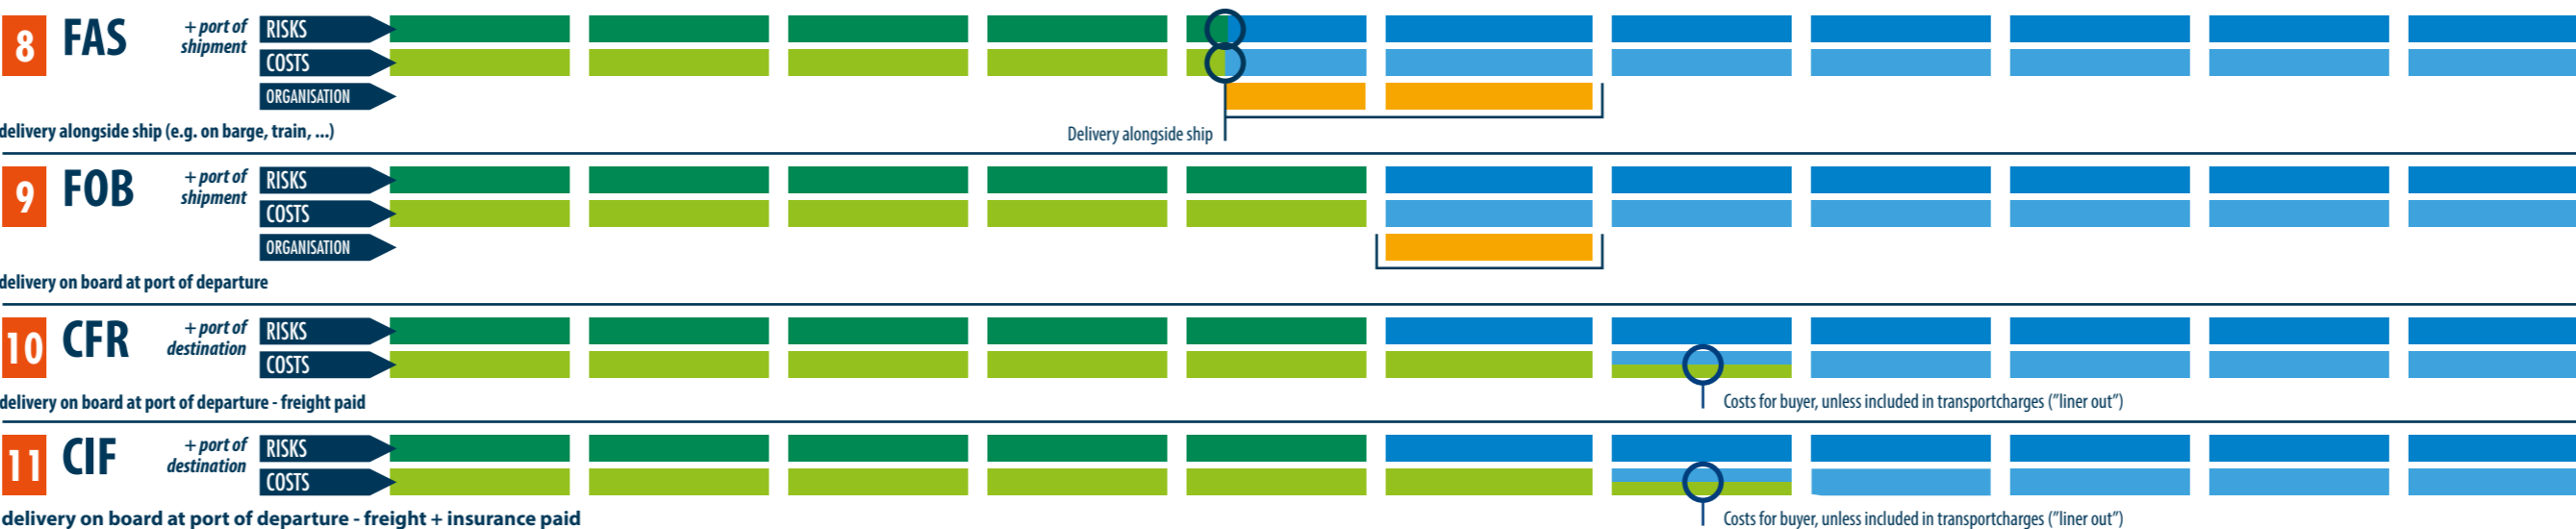 8 FAS + port of RISKS
shipment
COSTS
ORGANISATION
delivery alongside ship (e.g. on barge, train, ...)
Delivery alongside ship
9 FOB + port of RISKS
shipment
COSTS
ORGANISATION
delivery on board at port of departure
10 CFR + port of RISKS
destination
COSTS
delivery on board at port of departure - freight paid
Costs for buyer, unless included in transportcharges ("liner out")
11 CIF + port of RISKS
destination
COSTS
delivery on board at port of departure - freight + insurance paid
Costs for buyer, unless included in transportcharges ("liner out")